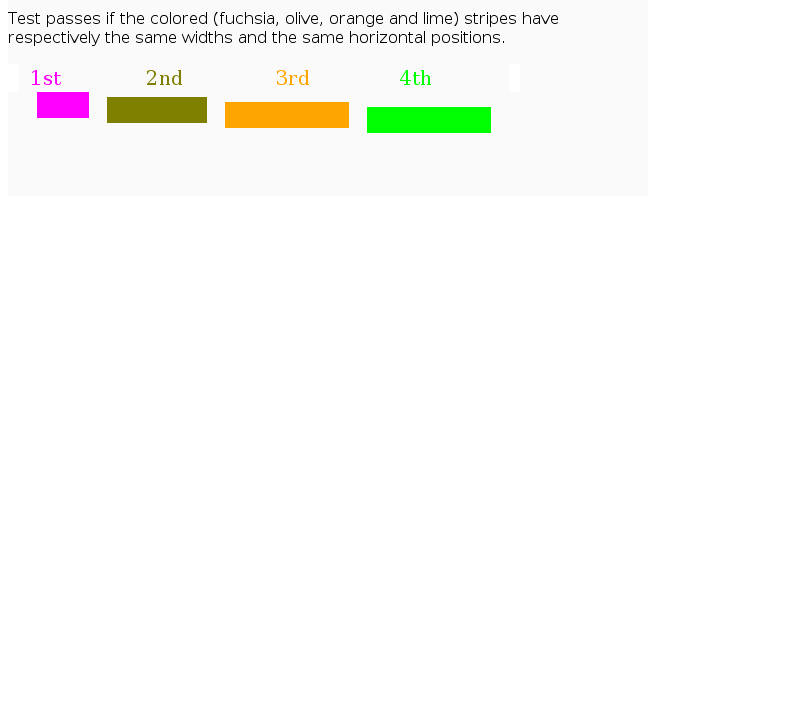 Test passes if the colored (fuchsia, olive, orange and lime) stripes have
respectively the same widths and the same horizontal positions.
1st 2nd 3rd 4th